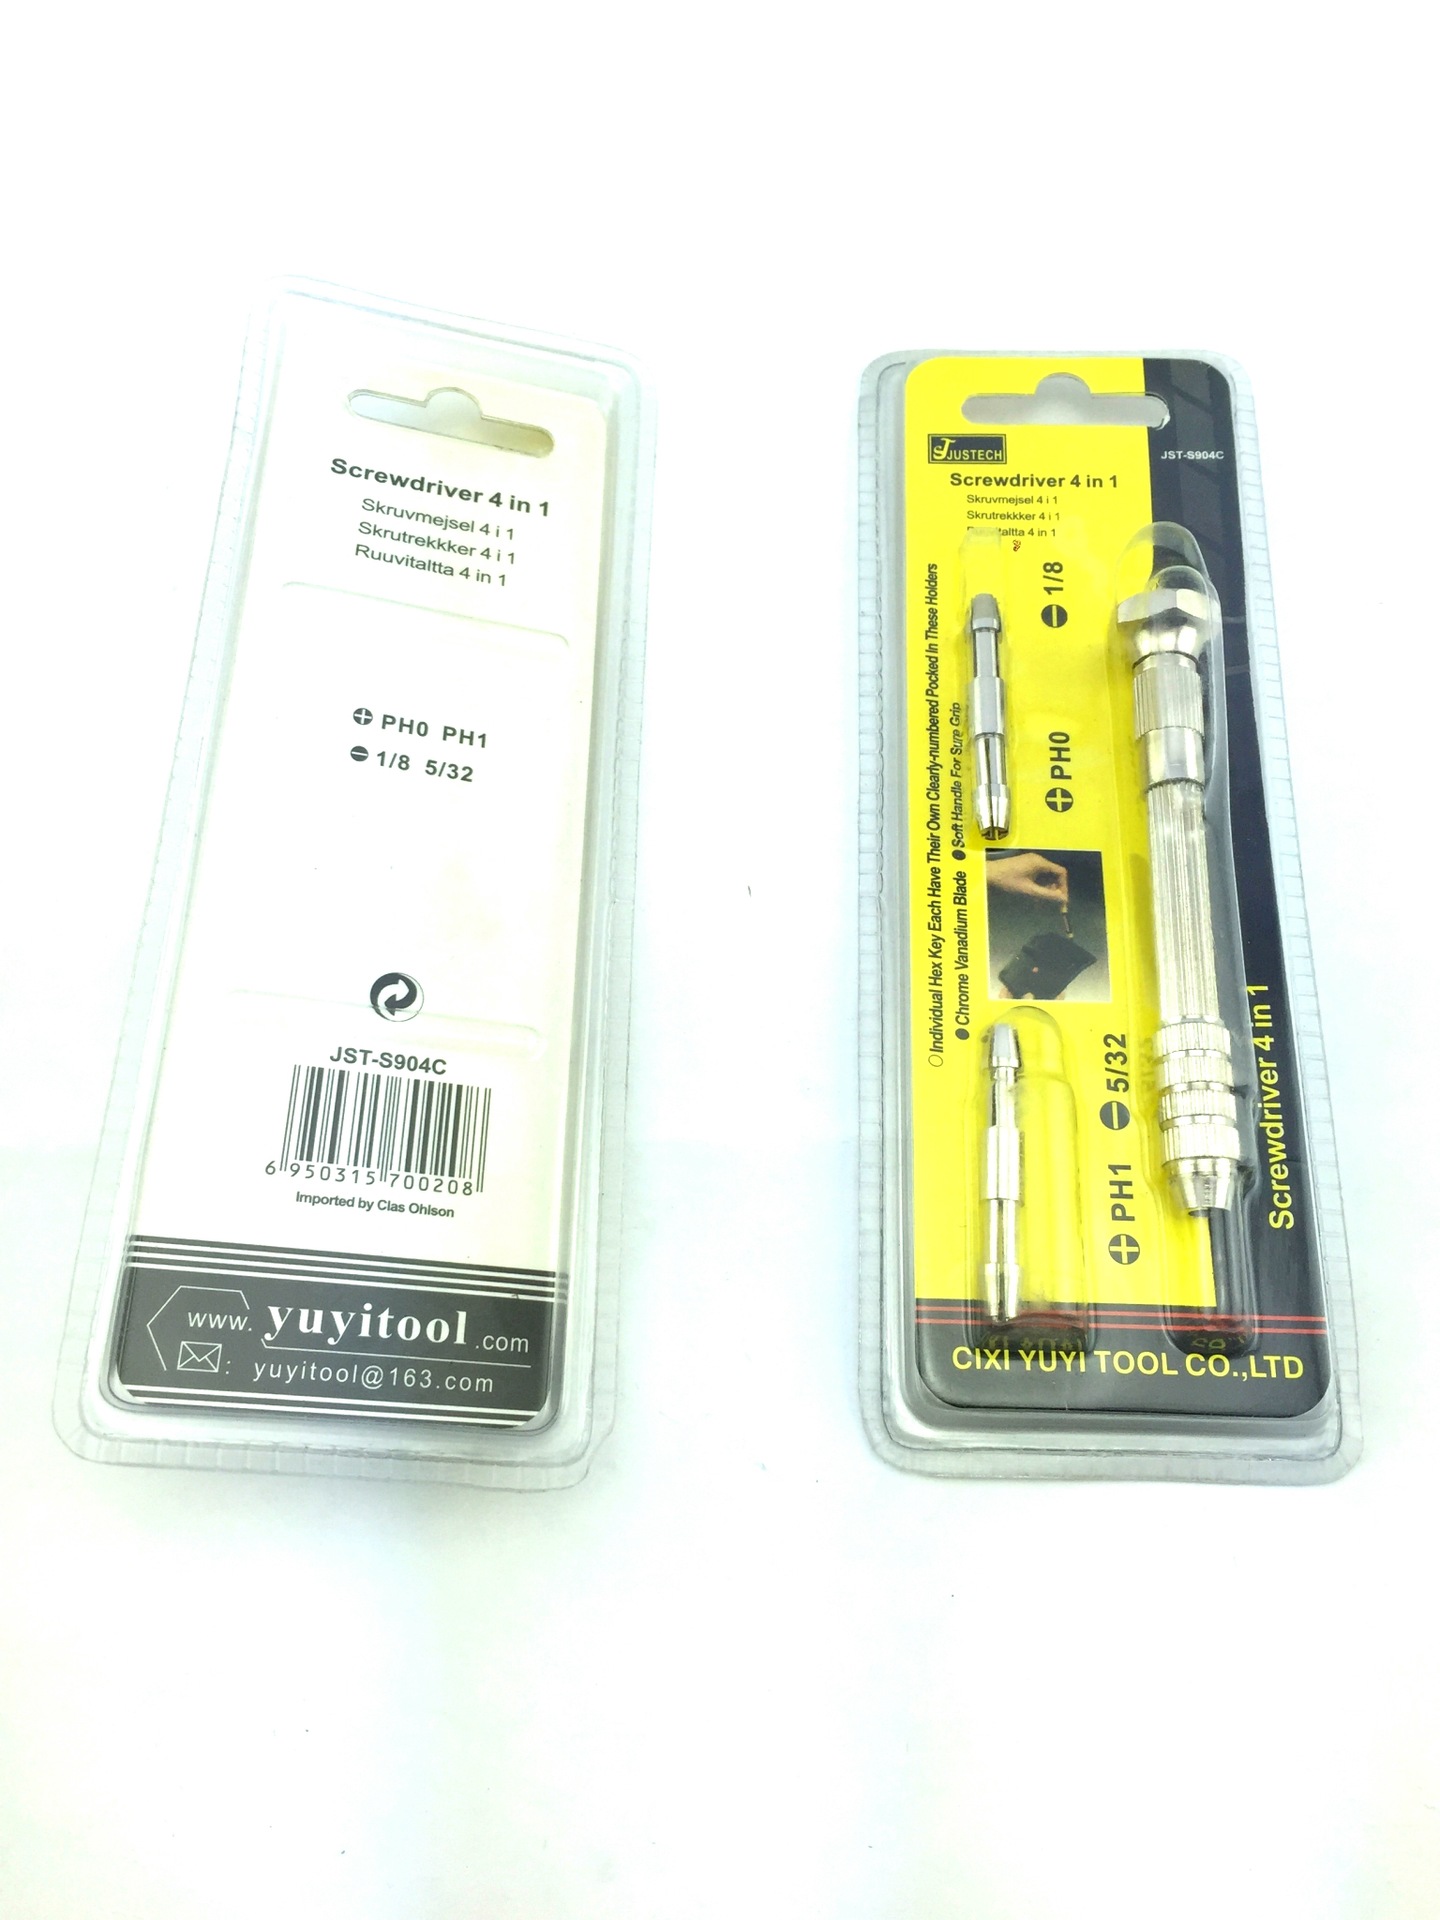 Screwdriver 4 in 1
Skruvmejsel 4 i 1
Skrutrekkker 4 i 1
Ruuvitaltta 4 in 1
PH0 PH1
1/8 5/32
JST-S904C
6 950315 700208
Imported by Clas Ohlson
www.yuyitool.com
: yuyitool@163.com
JUSTECH
JST-S904C
Screwdriver 4 in 1
Skruvmejsel 4 i 1
Skrutrekkker 4 i 1
Ruuvitaltta 4 in 1
Individual Hex Key Each Have Their Own Clearly-numbered Pocked In These Holders
Chrome Vanadium Blade ● Soft Handle For Sure Grip
1/8
PH0
5/32
PH1
Screwdriver 4 in 1
CIXI YUYI TOOL CO.,LTD